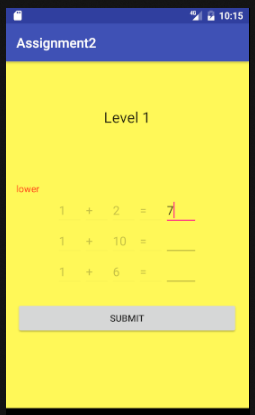 10:15
Assignment2
Level 1
lower
1 + 2 = 7
1 + 10 =
1 + 6 =
SUBMIT